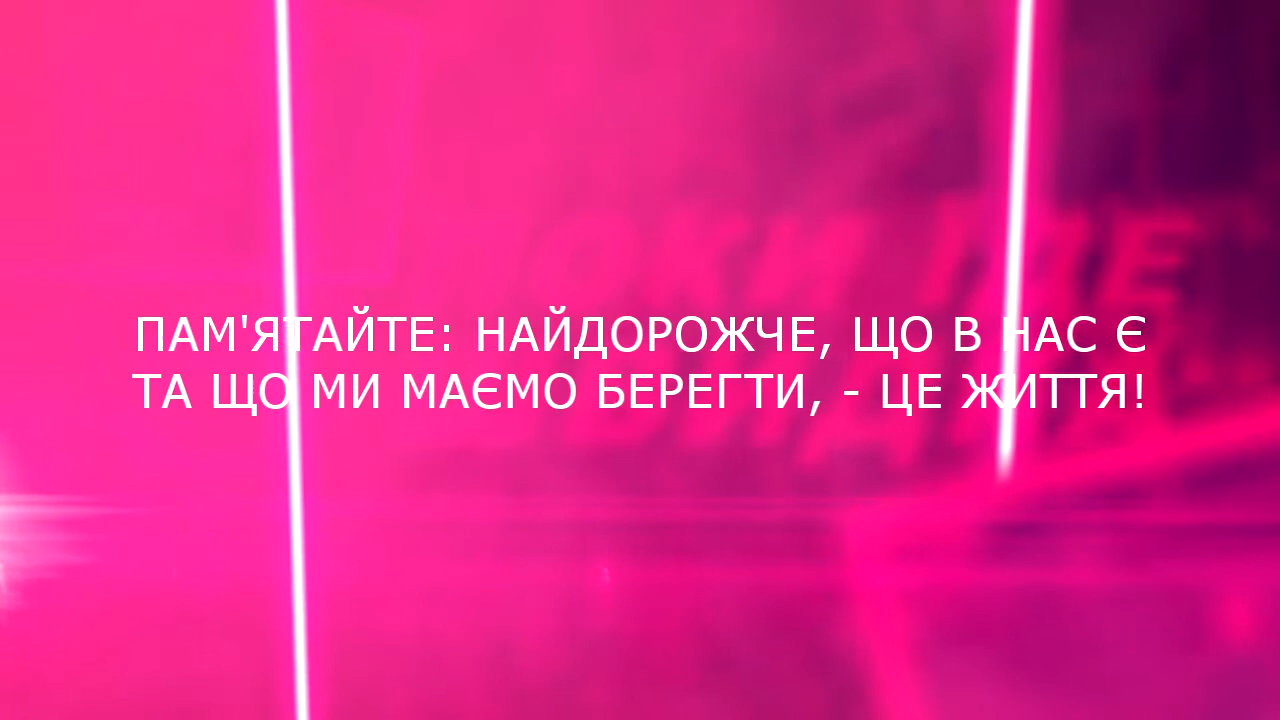 ПАМ'ЯТАЙТЕ: НАЙДОРОЖЧЕ, ЩО В НАС Є
ТА ЩО МИ МАЄМО БЕРЕГТИ, - ЦЕ ЖИТТЯ!